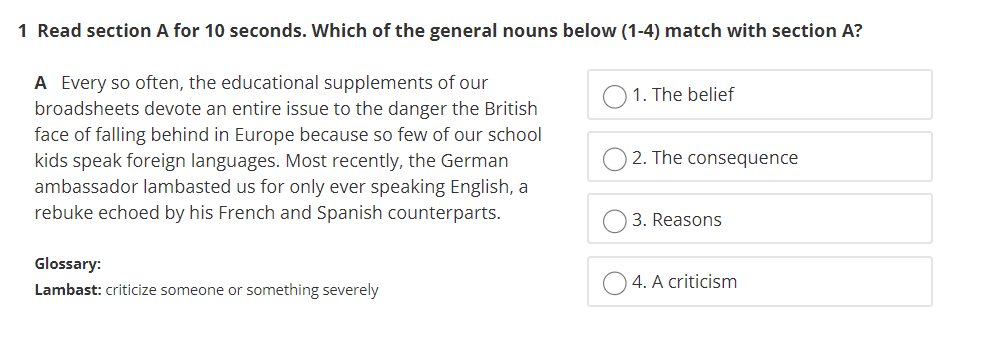 1 Read section A for 10 seconds. Which of the general nouns below (1-4) match with section A?
A Every so often, the educational supplements of our
broadsheets devote an entire issue to the danger the British
face of falling behind in Europe because so few of our school
kids speak foreign languages. Most recently, the German
ambassador lambasted us for only ever speaking English, a
rebuke echoed by his French and Spanish counterparts.
Glossary:
Lambast: criticize someone or something severely
1. The belief
2. The consequence
3. Reasons
4. A criticism